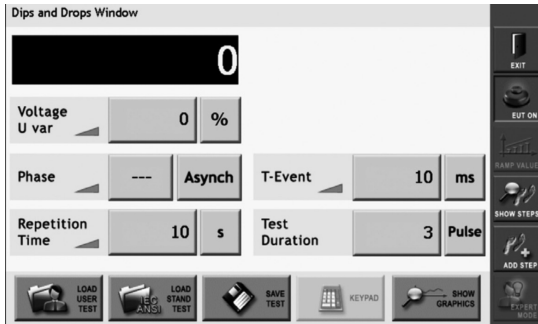 Dips and Drops Window
0
EXIT
EUT ON
Voltage
U var
0
%
RAMP VALUE
Phase
---
Asynch
T-Event
10
ms
SHOW STEPS
Repetition
Time
10
s
Test
Duration
3
Pulse
ADD STEP
LOAD
USER
TEST
IEC
ANSI
LOAD
STAND
TEST
SAVE
TEST
KEYPAD
SHOW
GRAPHICS
EXPERT
MODE